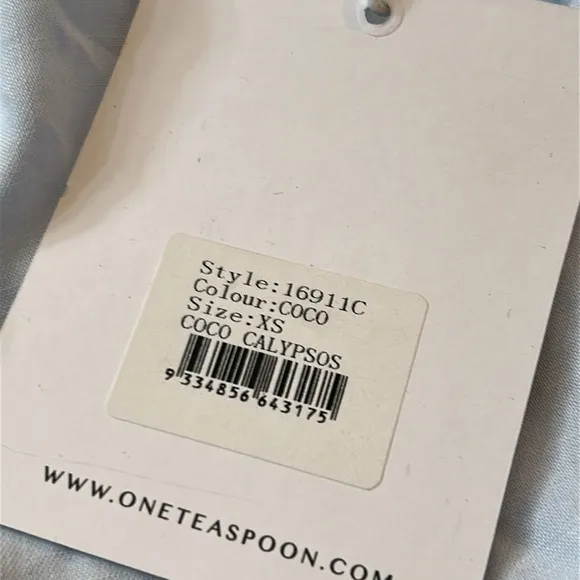 Style:16911C
Colour:COCO
Size:XS
COCO CALYPSOS
9 334856 643175
WWW.ONETEASPOON.COM